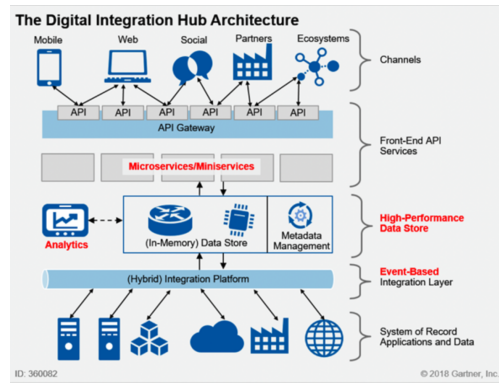 The Digital Integration Hub Architecture
Mobile
Web
Social
Partners
Ecosystems
Channels
API
API
API
API
API
API
API Gateway
Front-End API
Services
Microservices/Miniservices
Analytics
(In-Memory) Data Store
Metadata
Management
High-Performance
Data Store
(Hybrid) Integration Platform
Event-Based
Integration Layer
System of Record
Applications and Data
ID: 360082
© 2018 Gartner, Inc.